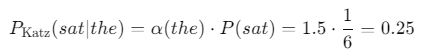 P_Katz(sat|the) = α(the) · P(sat) = 1.5 · 1/6 = 0.25